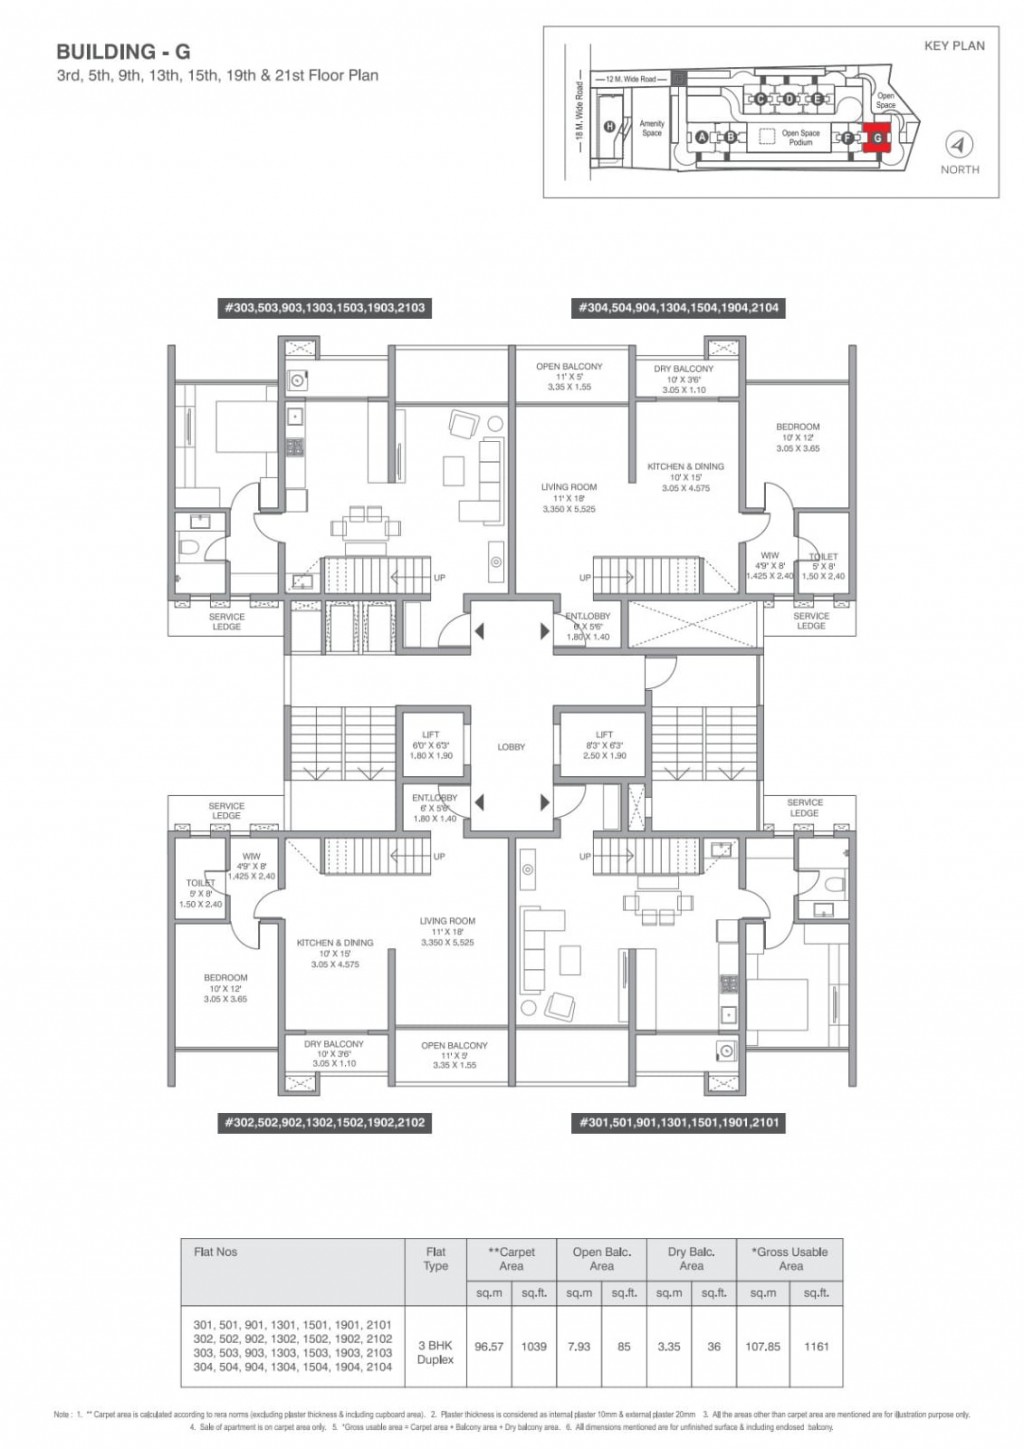 BUILDING - G
3rd, 5th, 9th, 13th, 15th, 19th & 21st Floor Plan
KEY PLAN
12 M. Wide Road
18 M. Wide Road
Amenity
Space
Open
Space
Open Space
Podium
A
B
C
D
E
F
G
H
NORTH
#303,503,903,1303,1503,1903,2103
#304,504,904,1304,1504,1904,2104
OPEN BALCONY
11' X 5'
3.35 X 1.55
DRY BALCONY
10' X 3'6"
3.05 X 1.10
BEDROOM
10' X 12'
3.05 X 3.65
KITCHEN & DINING
10' X 15'
3.05 X 4.575
LIVING ROOM
11' X 18'
3.350 X 5.525
WIW
4'9" X 8'
1.425 X 2.40
TOILET
5' X 8'
1.50 X 2.40
UP
UP
SERVICE
LEDGE
ENT.LOBBY
6' X 5'6"
1.80 X 1.40
SERVICE
LEDGE
LIFT
6'0" X 6'3"
1.80 X 1.90
LOBBY
LIFT
8'3" X 6'3"
2.50 X 1.90
SERVICE
LEDGE
ENT.LOBBY
6' X 5'6"
1.80 X 1.40
SERVICE
LEDGE
WIW
4'9" X 8'
1.425 X 2.40
TOILET
5' X 8'
1.50 X 2.40
UP
UP
LIVING ROOM
11' X 18'
3.350 X 5.525
KITCHEN & DINING
10' X 15'
3.05 X 4.575
BEDROOM
10' X 12'
3.05 X 3.65
DRY BALCONY
10' X 3'6"
3.05 X 1.10
OPEN BALCONY
11' X 5'
3.35 X 1.55
#302,502,902,1302,1502,1902,2102
#301,501,901,1301,1501,1901,2101
Flat Nos
Flat
Type
**Carpet
Area
Open Balc.
Area
Dry Balc.
Area
*Gross Usable
Area
sq.m sq.ft. sq.m sq.ft. sq.m sq.ft. sq.m sq.ft.
301, 501, 901, 1301, 1501, 1901, 2101
302, 502, 902, 1302, 1502, 1902, 2102
303, 503, 903, 1303, 1503, 1903, 2103
304, 504, 904, 1304, 1504, 1904, 2104
3 BHK
Duplex
96.57 1039 7.93 85 3.35 36 107.85 1161
Note : 1. ** Carpet area is calculated according to rera norms (excluding plaster thickness & including cupboard area). 2. Plaster thickness is considered as internal plaster 10mm & external plaster 20mm 3. All the areas other than carpet area are mentioned are for illustration purpose only.
4. Sale of apartment is on carpet area only. 5. *Gross usable area = Carpet area + Balcony area + Dry balcony area. 6. All dimensions mentioned are for unfinished surface & including enclosed balcony.